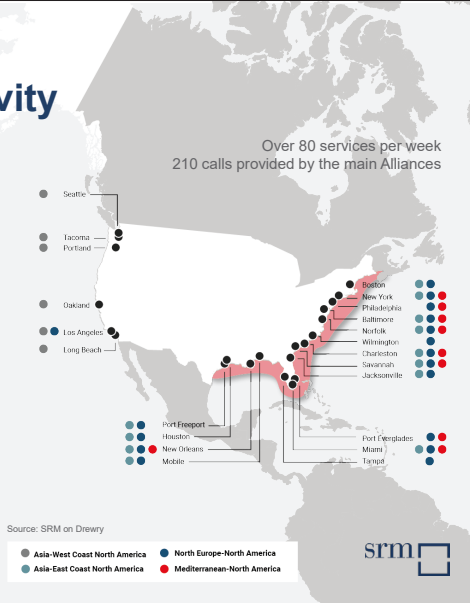 vity
Over 80 services per week
210 calls provided by the main Alliances
Seattle
Tacoma
Portland
Oakland
Los Angeles
Long Beach
Boston
New York
Philadelphia
Baltimore
Norfolk
Wilmington
Charleston
Savannah
Jacksonville
Port Freeport
Houston
New Orleans
Mobile
Port Everglades
Miami
Tampa
Source: SRM on Drewry
Asia-West Coast North America
North Europe-North America
Asia-East Coast North America
Mediterranean-North America
srm